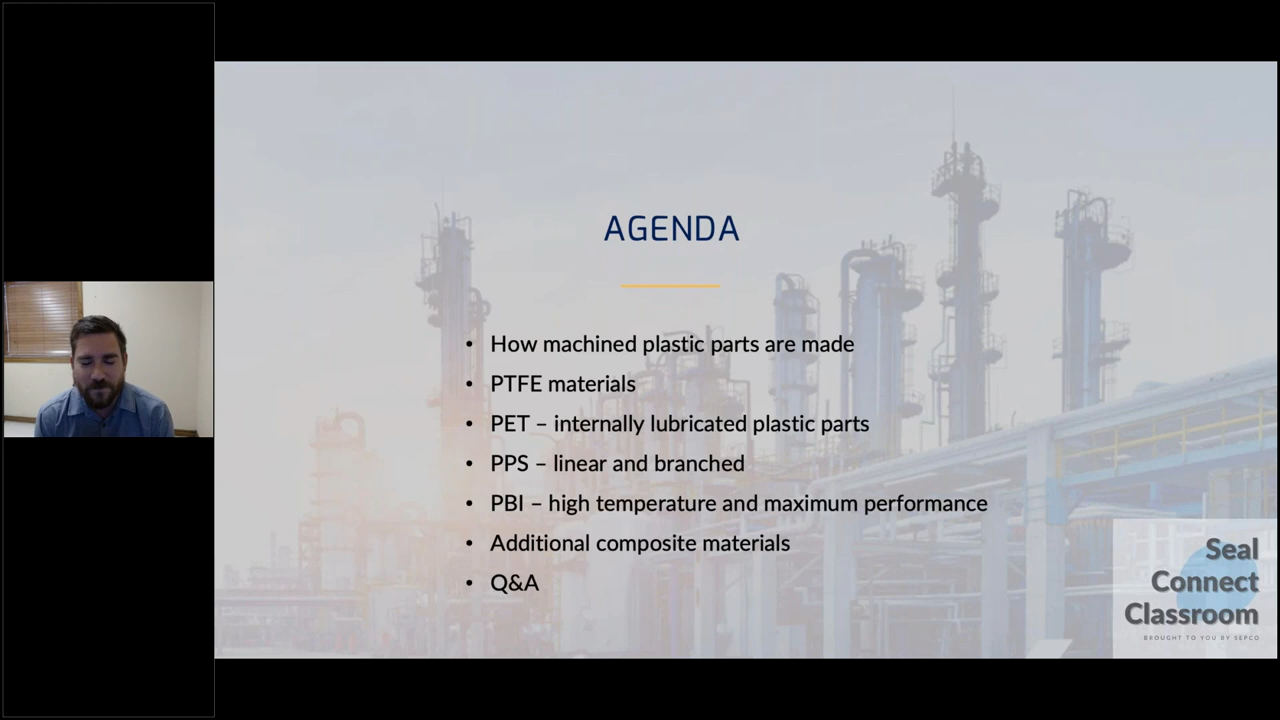 AGENDA
• How machined plastic parts are made
• PTFE materials
• PET – internally lubricated plastic parts
• PPS – linear and branched
• PBI – high temperature and maximum performance
• Additional composite materials
• Q&A
Seal
Connect
Classroom
BROUGHT TO YOU BY SEPCO